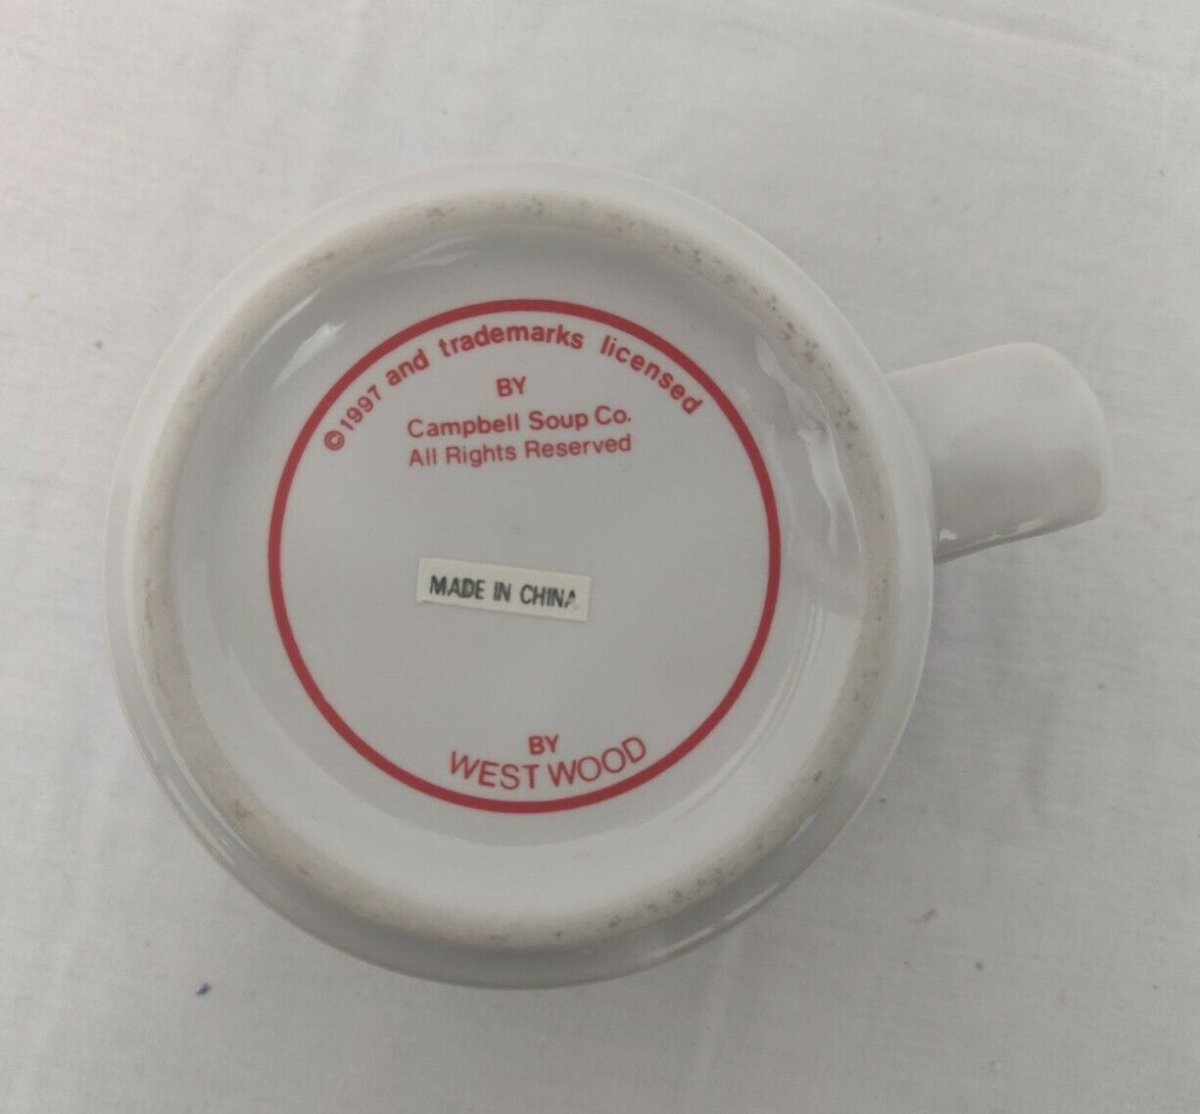 ©1997 and trademarks licensed
BY
Campbell Soup Co.
All Rights Reserved
MADE IN CHINA
BY
WEST WOOD